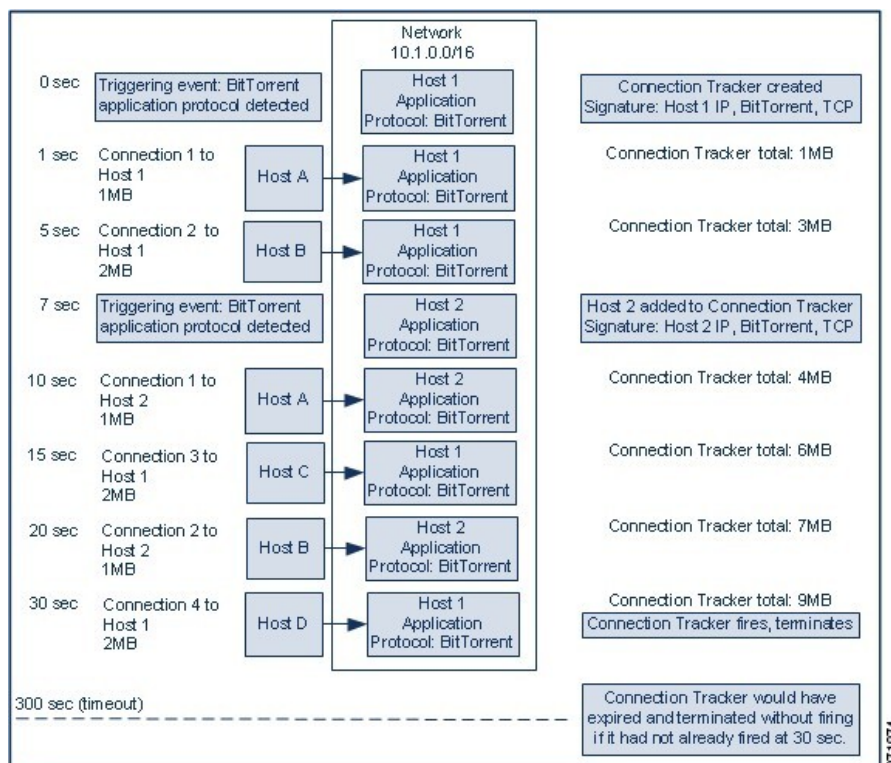 Network
10.1.0.0/16
0 sec
Triggering event: BitTorrent
application protocol detected
Host 1
Application
Protocol: BitTorrent
Connection Tracker created
Signature: Host 1 IP, BitTorrent, TCP
1 sec
Connection 1 to
Host 1
1MB
Host A
Host 1
Application
Protocol: BitTorrent
Connection Tracker total: 1MB
5 sec
Connection 2 to
Host 1
2MB
Host B
Host 1
Application
Protocol: BitTorrent
Connection Tracker total: 3MB
7 sec
Triggering event: BitTorrent
application protocol detected
Host 2
Application
Protocol: BitTorrent
Host 2 added to Connection Tracker
Signature: Host 2 IP, BitTorrent, TCP
10 sec
Connection 1 to
Host 2
1MB
Host A
Host 2
Application
Protocol: BitTorrent
Connection Tracker total: 4MB
15 sec
Connection 3 to
Host 1
2MB
Host C
Host 1
Application
Protocol: BitTorrent
Connection Tracker total: 6MB
20 sec
Connection 2 to
Host 2
1MB
Host B
Host 2
Application
Protocol: BitTorrent
Connection Tracker total: 7MB
30 sec
Connection 4 to
Host 1
2MB
Host D
Host 1
Application
Protocol: BitTorrent
Connection Tracker total: 9MB
Connection Tracker fires, terminates
300 sec (timeout)
Connection Tracker would have
expired and terminated without firing
if it had not already fired at 30 sec.